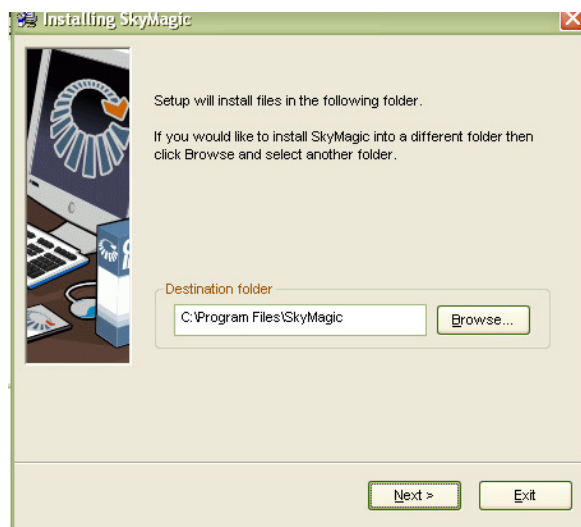 Installing SkyMagic
Setup will install files in the following folder.
If you would like to install SkyMagic into a different folder then
click Browse and select another folder.
Destination folder
C:\Program Files\SkyMagic
Browse...
Next >
Exit